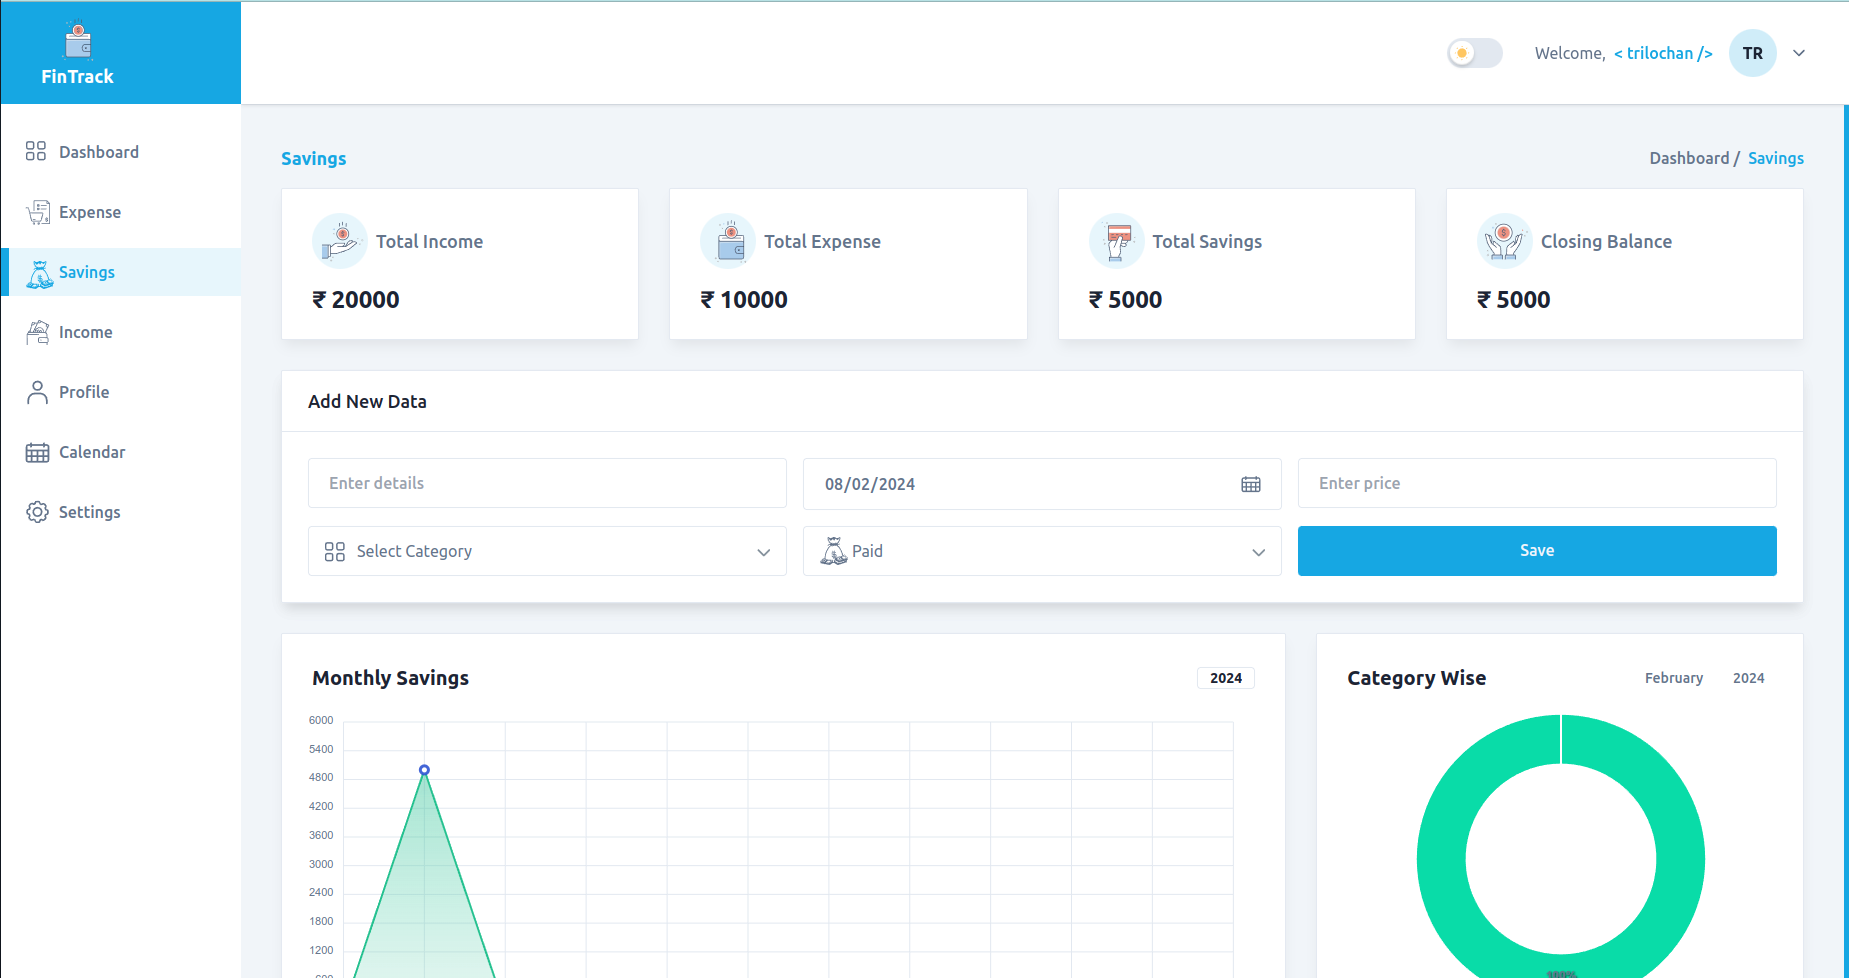 FinTrack
Welcome, < trilochan />
TR
Dashboard
Expense
Savings
Income
Profile
Calendar
Settings
Savings
Dashboard / Savings
Total Income
₹ 20000
Total Expense
₹ 10000
Total Savings
₹ 5000
Closing Balance
₹ 5000
Add New Data
Enter details
08/02/2024
Enter price
Select Category
Paid
Save
Monthly Savings
2024
6000
5400
4800
4200
3600
3000
2400
1800
1200
Category Wise
February
2024